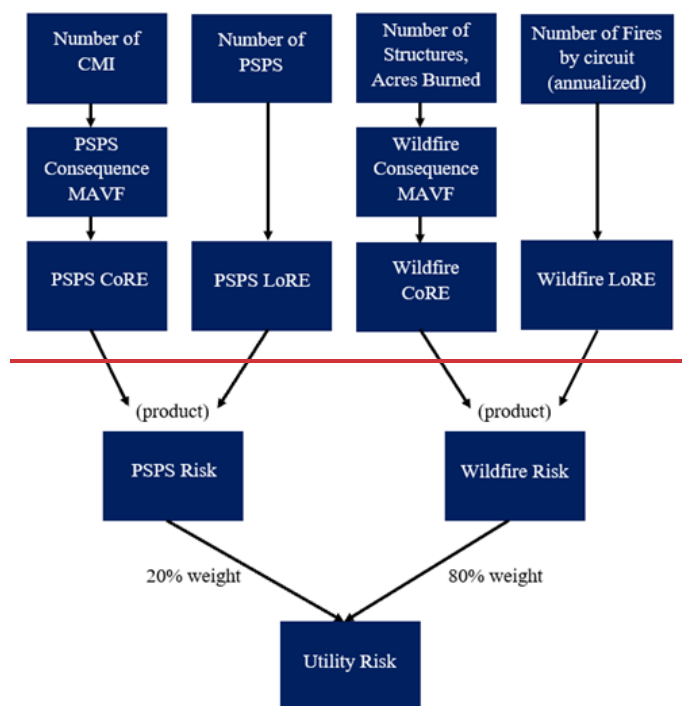 Number of
CMI
Number of
PSPS
Number of
Structures,
Acres Burned
Number of Fires
by circuit
(annualized)
PSPS
Consequence
MAVF
Wildfire
Consequence
MAVF
PSPS CoRE
PSPS LoRE
Wildfire
CoRE
Wildfire LoRE
(product)
(product)
PSPS Risk
Wildfire Risk
20% weight
80% weight
Utility Risk